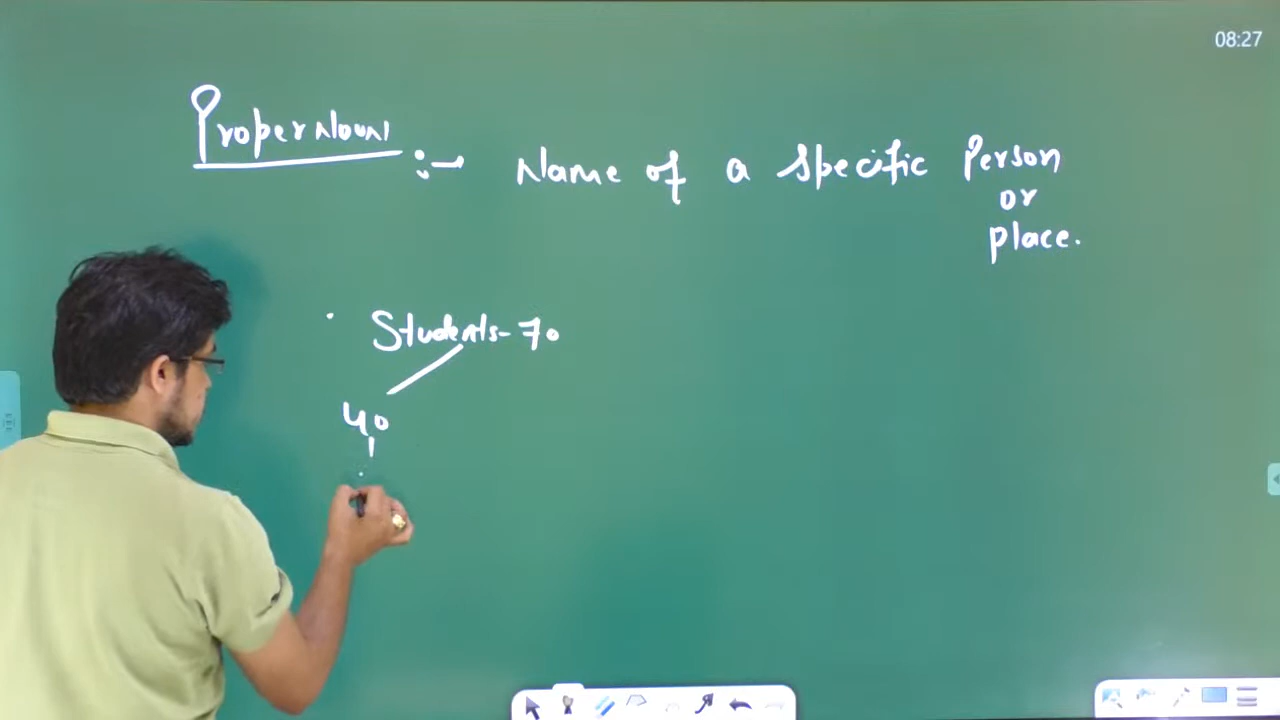 08:27
Proper Noun :- Name of a specific Person
or
place.
Students-70
40